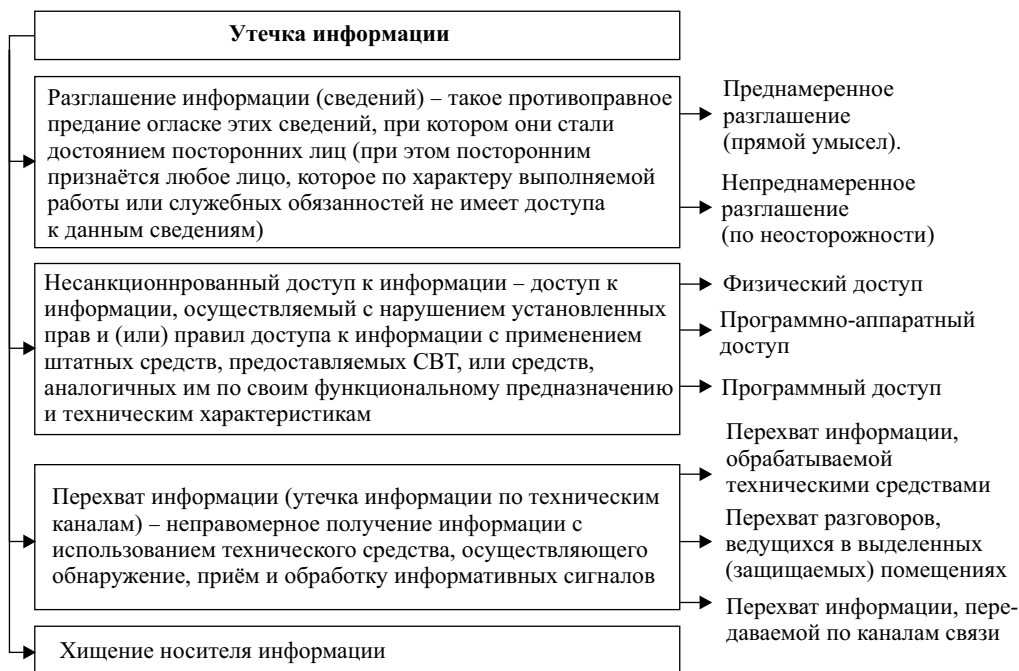 Утечка информации
Разглашение информации (сведений) – такое противоправное
предание огласке этих сведений, при котором они стали
достоянием посторонних лиц (при этом посторонним
признаётся любое лицо, которое по характеру выполняемой
работы или служебных обязанностей не имеет доступа
к данным сведениям)
Преднамеренное
разглашение
(прямой умысел).
Непреднамеренное
разглашение
(по неосторожности)
Несанкционнрованный доступ к информации – доступ к
информации, осуществляемый с нарушением установленных
прав и (или) правил доступа к информации с применением
штатных средств, предоставляемых СВТ, или средств,
аналогичных им по своим функциональному предназначению
и техническим характеристикам
Физический доступ
Программно-аппаратный
доступ
Программный доступ
Перехват информации (утечка информации по техническим
каналам) – неправомерное получение информации с
использованием технического средства, осуществляющего
обнаружение, приём и обработку информативных сигналов
Перехват информации,
обрабатываемой
техническими средствами
Перехват разговоров,
ведущихся в выделенных
(защищаемых) помещениях
Перехват информации, пере-
даваемой по каналам связи
Хищение носителя информации